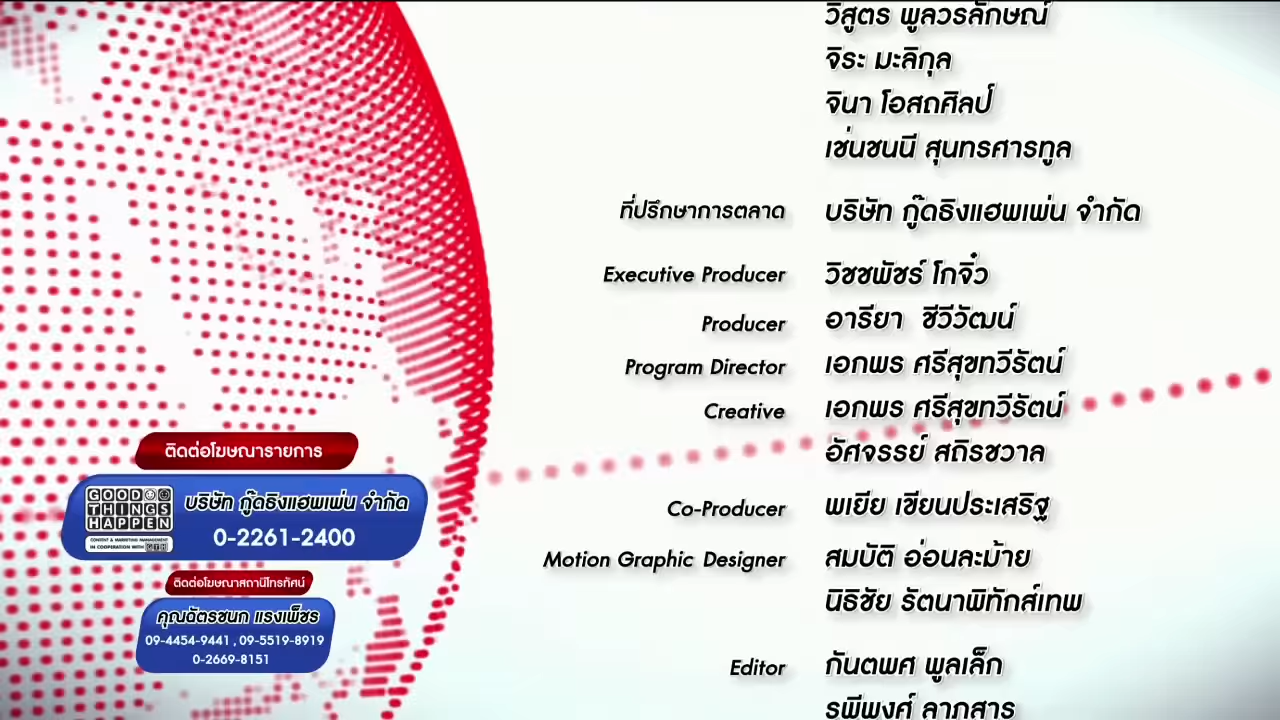 วิสูตร พูลวรลักษณ์
จิระ มะลิกุล
จินา โอสถศิลป์
เช่นชนนี สุนทรศารทูล
ที่ปรึกษาการตลาด บริษัท กู๊ดธิงแฮพเพ่น จำกัด
Executive Producer วิชชพัชร์ โกจิ๋ว
Producer อารียา ชีวีวัฒน์
Program Director เอกพร ศรีสุขทวีรัตน์
Creative เอกพร ศรีสุขทวีรัตน์
อัศจรรย์ สถิรชวาล
Co-Producer พเยีย เขียนประเสริฐ
Motion Graphic Designer สมบัติ อ่อนละม้าย
นิธิชัย รัตนาพิทักส์เทพ
Editor กันตพศ พูลเล็ก
รพีพงศ์ ลาภสาร
ติดต่อโฆษณารายการ
GOOD
THINGS
HAPPEN
CONTENT & MARKETING MANAGEMENT
IN COOPERATION WITH GTH
บริษัท กู๊ดธิงแฮพเพ่น จำกัด
0-2261-2400
ติดต่อโฆษณาสถานีโทรทัศน์
คุณฉัตรชนก แรงเพ็ชร
09-4454-9441 , 09-5519-8919
0-2669-8151